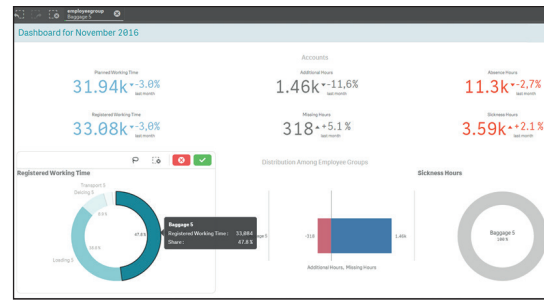 employeegroup
Baggage 5
Dashboard for November 2016
Accounts
Planned Working Time
31.94k -3.0%
last month
Additional Hours
1.46k -11,6%
last month
Absence Hours
11.3k -2,7%
last month
Registered Working Time
33.08k -3,0%
last month
Missing Hours
318 +5.1 %
last month
Sickness Hours
3.59k +2.1 %
last month
Distribution Among Employee Groups
Registered Working Time
Sickness Hours
Transport 5
Loading 5
47.8 %
Baggage 5
Registered Working Time: 33,084
Share: 47.8 %
-318
1.46k
Additional Hours, Missing Hours
Baggage 5
100 %